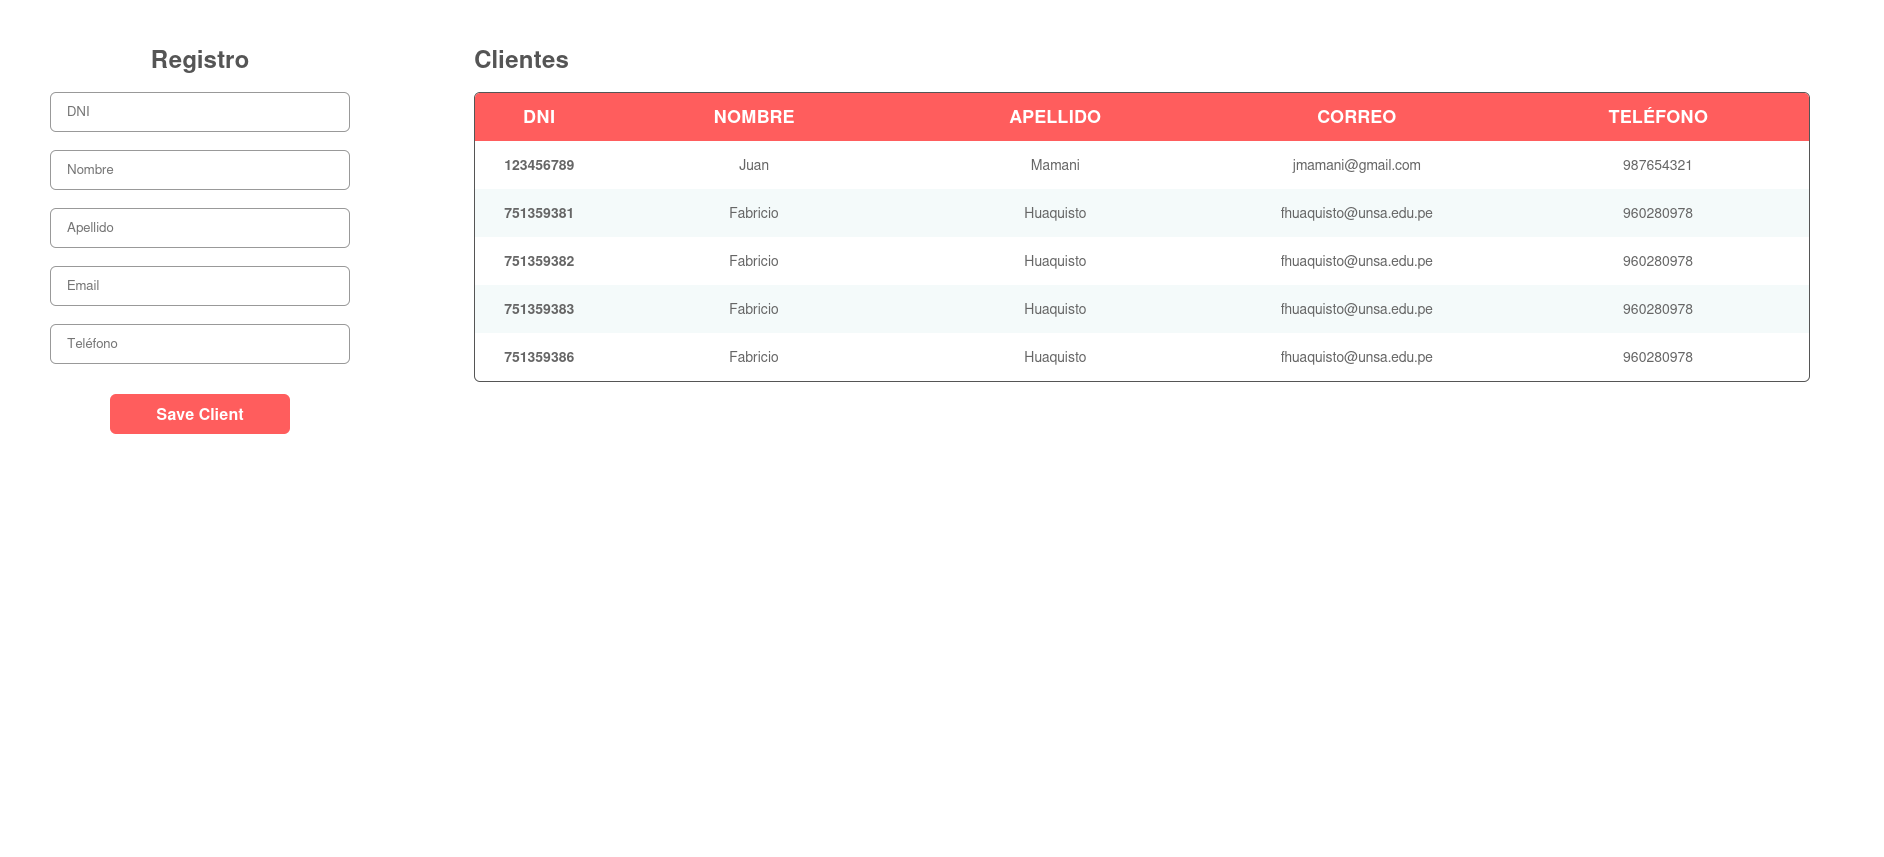 Registro
DNI
Nombre
Apellido
Email
Teléfono
Save Client
Clientes
DNI NOMBRE APELLIDO CORREO TELÉFONO
123456789 Juan Mamani jmamani@gmail.com 987654321
751359381 Fabricio Huaquisto fhuaquisto@unsa.edu.pe 960280978
751359382 Fabricio Huaquisto fhuaquisto@unsa.edu.pe 960280978
751359383 Fabricio Huaquisto fhuaquisto@unsa.edu.pe 960280978
751359386 Fabricio Huaquisto fhuaquisto@unsa.edu.pe 960280978